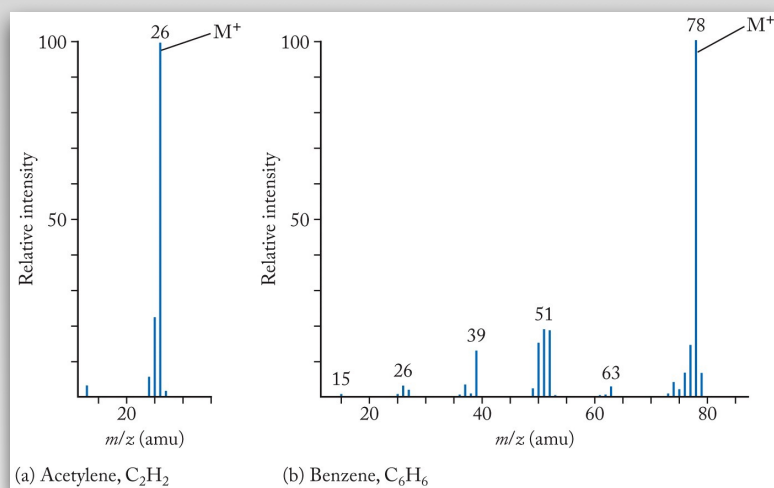 26
M⁺
100
Relative intensity
50
20
m/z (amu)
(a) Acetylene, C₂H₂
78
M⁺
100
Relative intensity
50
15
26
39
51
63
20 40 60 80
m/z (amu)
(b) Benzene, C₆H₆